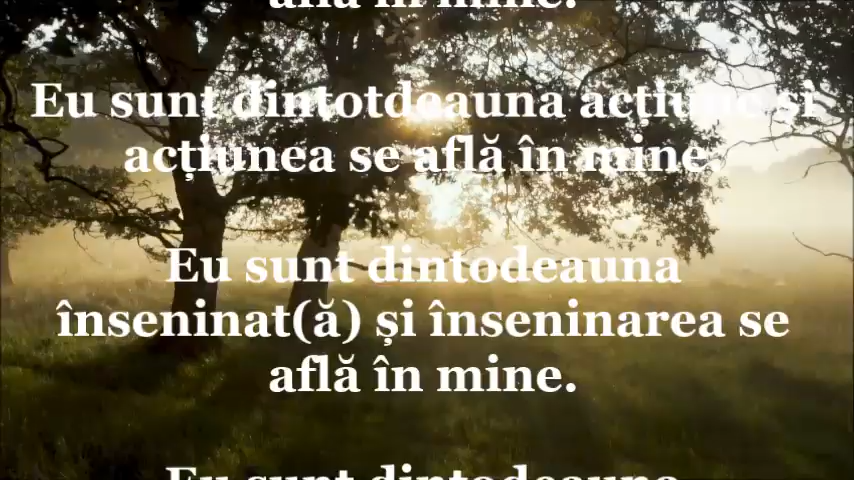 află în mine.
Eu sunt dintotdeauna acțiune și
acțiunea se află în mine.
Eu sunt dintodeauna
înseninat(ă) și înseninarea se
află în mine.
Eu sunt dintodeauna